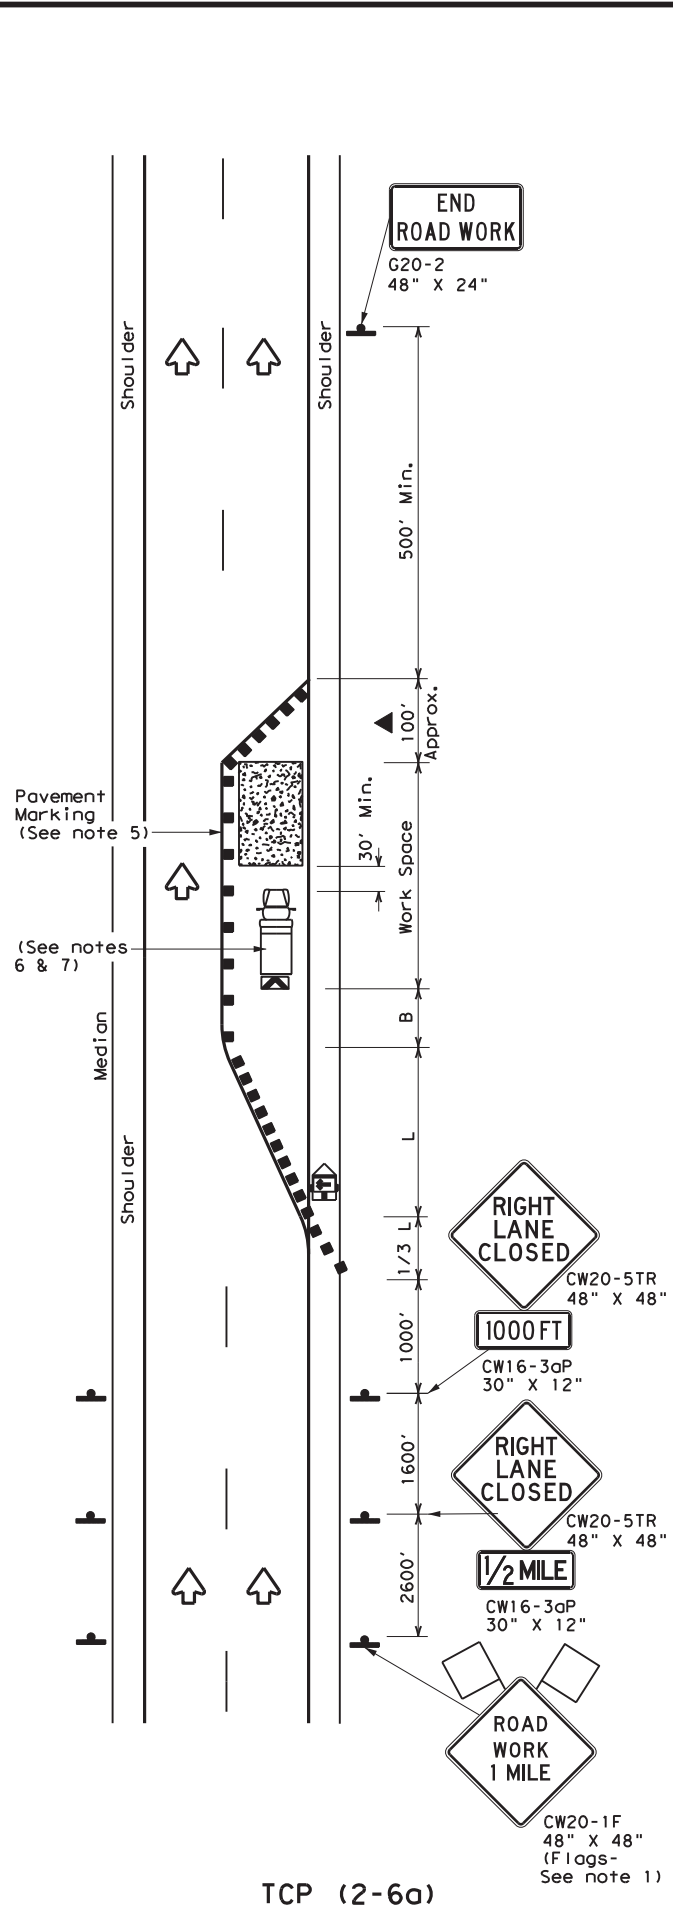 END
ROAD WORK
G20-2
48" X 24"
Shoulder
Shoulder
500' Min.
100'
Approx.
30' Min.
Work Space
Pavement
Marking
(See note 5)
(See notes
6 & 7)
B
Median
Shoulder
L
1/3 L
RIGHT
LANE
CLOSED
CW20-5TR
48" X 48"
1000 FT
CW16-3aP
30" X 12"
1000'
1600'
RIGHT
LANE
CLOSED
CW20-5TR
48" X 48"
1/2 MILE
CW16-3aP
30" X 12"
2600'
ROAD
WORK
1 MILE
CW20-1F
48" X 48"
(Flags-
See note 1)
TCP (2-6a)